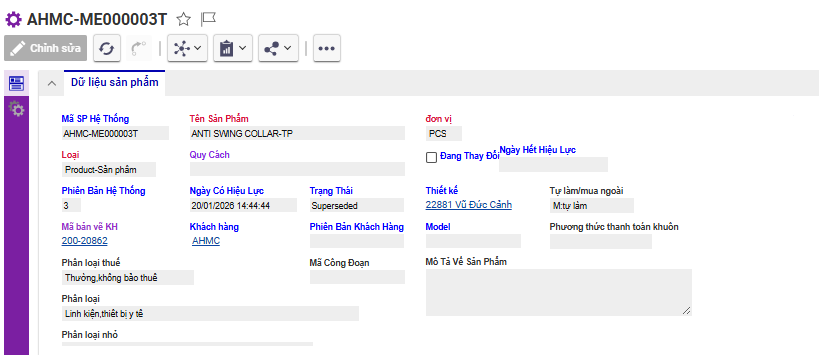 AHMC-ME000003T
Chỉnh sửa
Dữ liệu sản phẩm
Mã SP Hệ Thống Tên Sản Phẩm đơn vị
AHMC-ME000003T ANTI SWING COLLAR-TP PCS
Loại Quy Cách Đang Thay Đổi Ngày Hết Hiệu Lực
Product-Sản phẩm
Phiên Bản Hệ Thống Ngày Có Hiệu Lực Trạng Thái Thiết kế Tự làm/mua ngoài
3 20/01/2026 14:44:44 Superseded 22881 Vũ Đức Cảnh M:tự làm
Mã bản vẽ KH Khách hàng Phiên Bản Khách Hàng Model Phương thức thanh toán khuôn
200-20862 AHMC
Phân loại thuế Mã Công Đoạn Mô Tả Về Sản Phẩm
Thường,không bảo thuế
Phân loại
Linh kiện,thiết bị y tế
Phân loại nhỏ